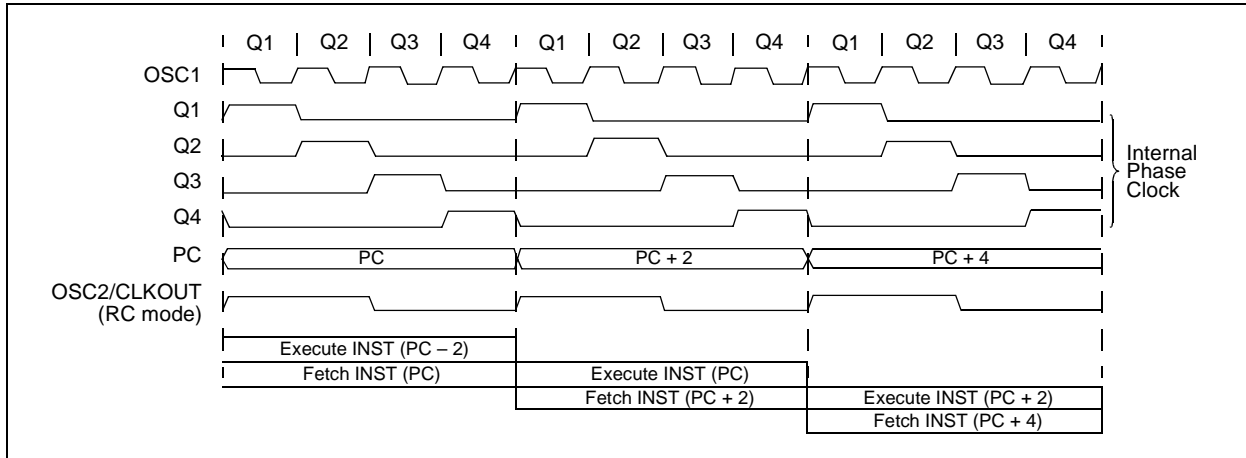 Q1 | Q2 | Q3 | Q4 | Q1 | Q2 | Q3 | Q4 | Q1 | Q2 | Q3 | Q4
OSC1
Q1
Q2
Q3
Q4
Internal
Phase
Clock
PC PC PC + 2 PC + 4
OSC2/CLKOUT
(RC mode)
Execute INST (PC – 2)
Fetch INST (PC) Execute INST (PC)
Fetch INST (PC + 2) Execute INST (PC + 2)
Fetch INST (PC + 4)